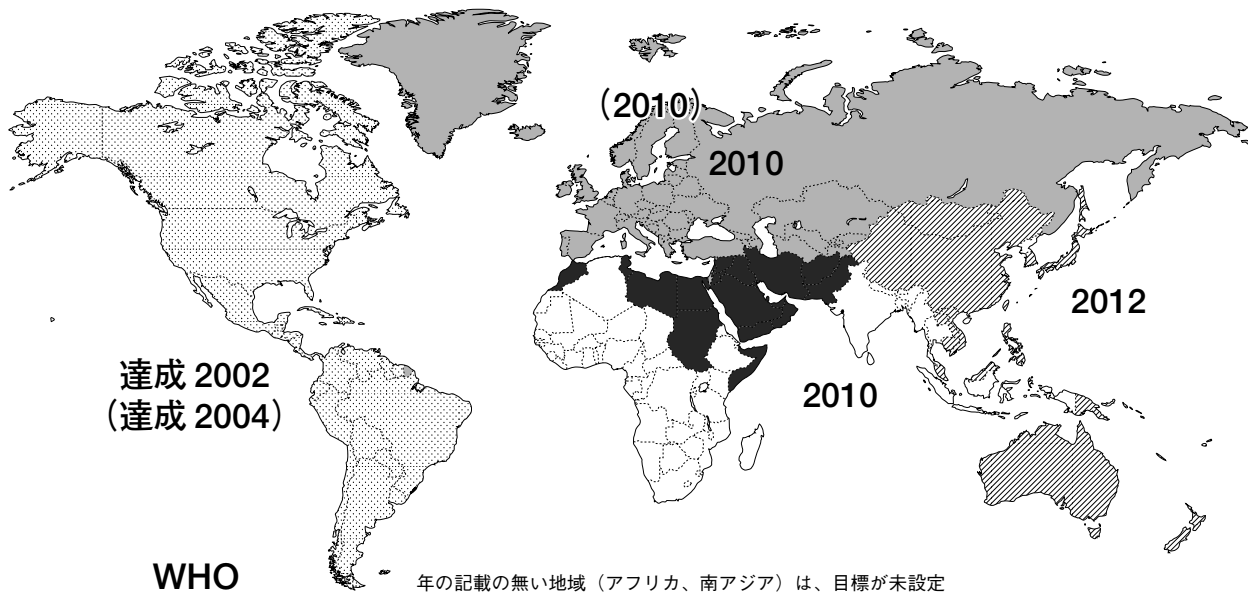 （2010）
2010
2012
達成 2002
（達成 2004）
2010
WHO
年の記載の無い地域（アフリカ、南アジア）は、目標が未設定